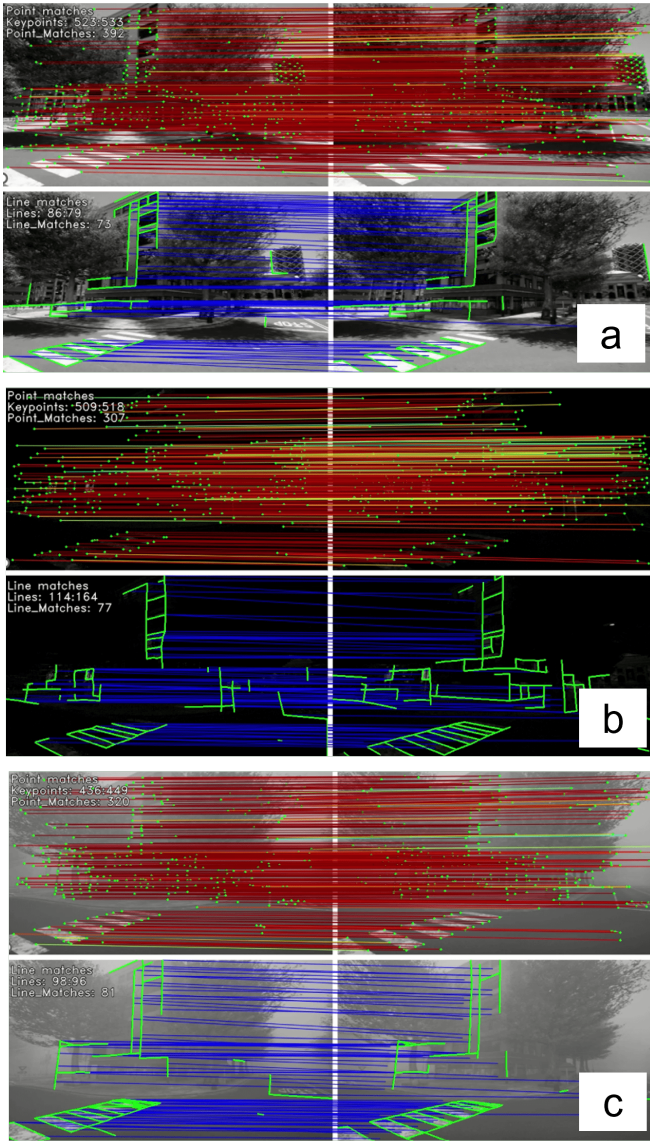 Point matches
Keypoints: 523:533
Point_Matches: 392
Line matches
Lines: 86:79
Line_Matches: 73
STOP
a
Point matches
Keypoints: 509:518
Point_Matches: 307
Line matches
Lines: 114:164
Line_Matches: 77
b
Point matches
Keypoints: 436:449
Point_Matches: 320
Line matches
Lines: 98:96
Line_Matches: 81
c